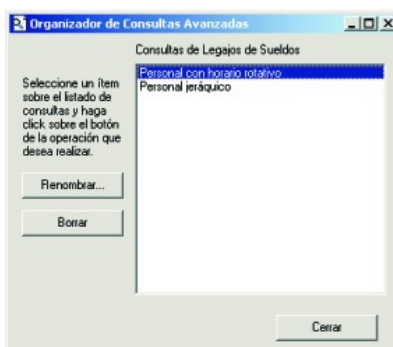 Organizador de Consultas Avanzadas
Consultas de Legajos de Sueldos
Seleccione un ítem
sobre el listado de
consultas y haga
click sobre el botón
de la operación que
desea realizar.
Personal con horario rotativo
Personal jeráquico
Renombrar...
Borrar
Cerrar